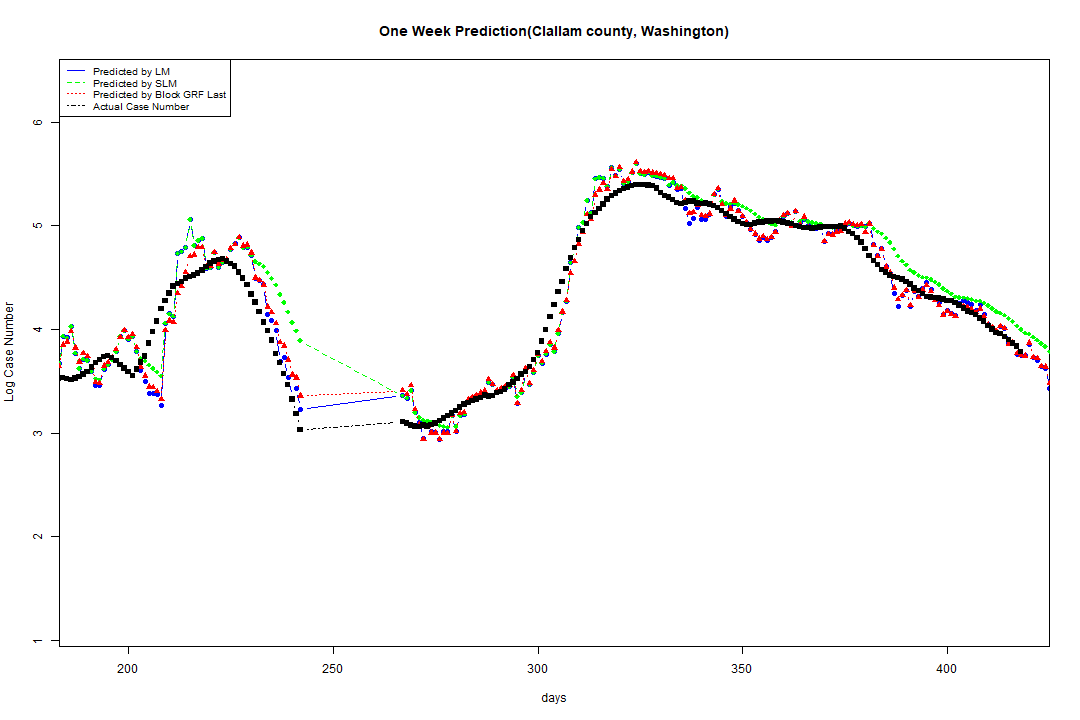 One Week Prediction(Clallam county, Washington)
Predicted by LM
Predicted by SLM
Predicted by Block GRF Last
Actual Case Number
Log Case Number
6
5
4
3
2
1
200
250
300
350
400
days